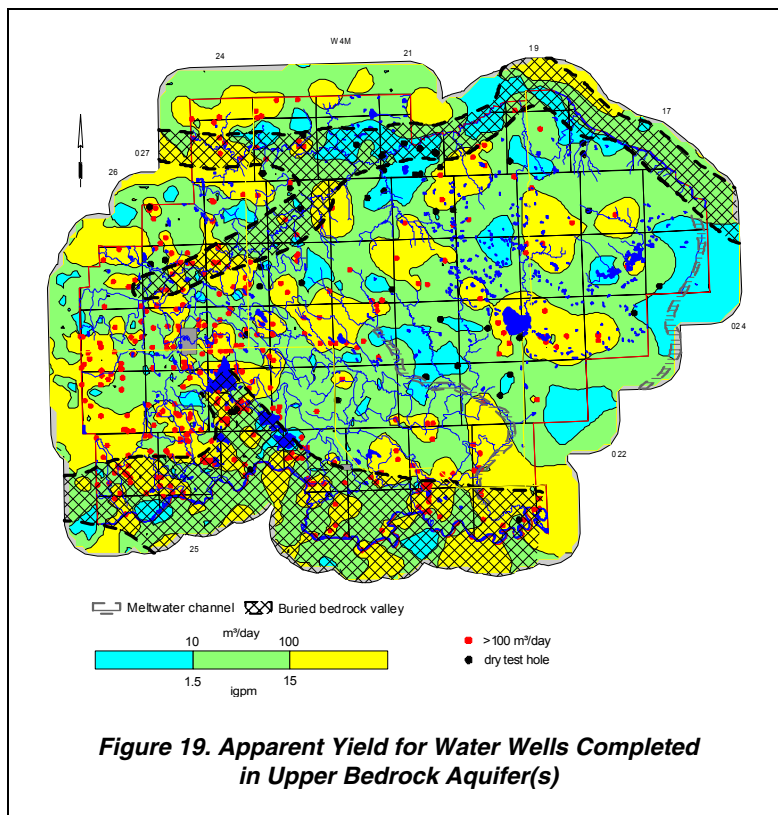 W4M
24
21
19
17
027
26
024
022
25
Meltwater channel
Buried bedrock valley
m³/day
10
100
1.5
15
igpm
>100 m³/day
dry test hole
Figure 19. Apparent Yield for Water Wells Completed
in Upper Bedrock Aquifer(s)